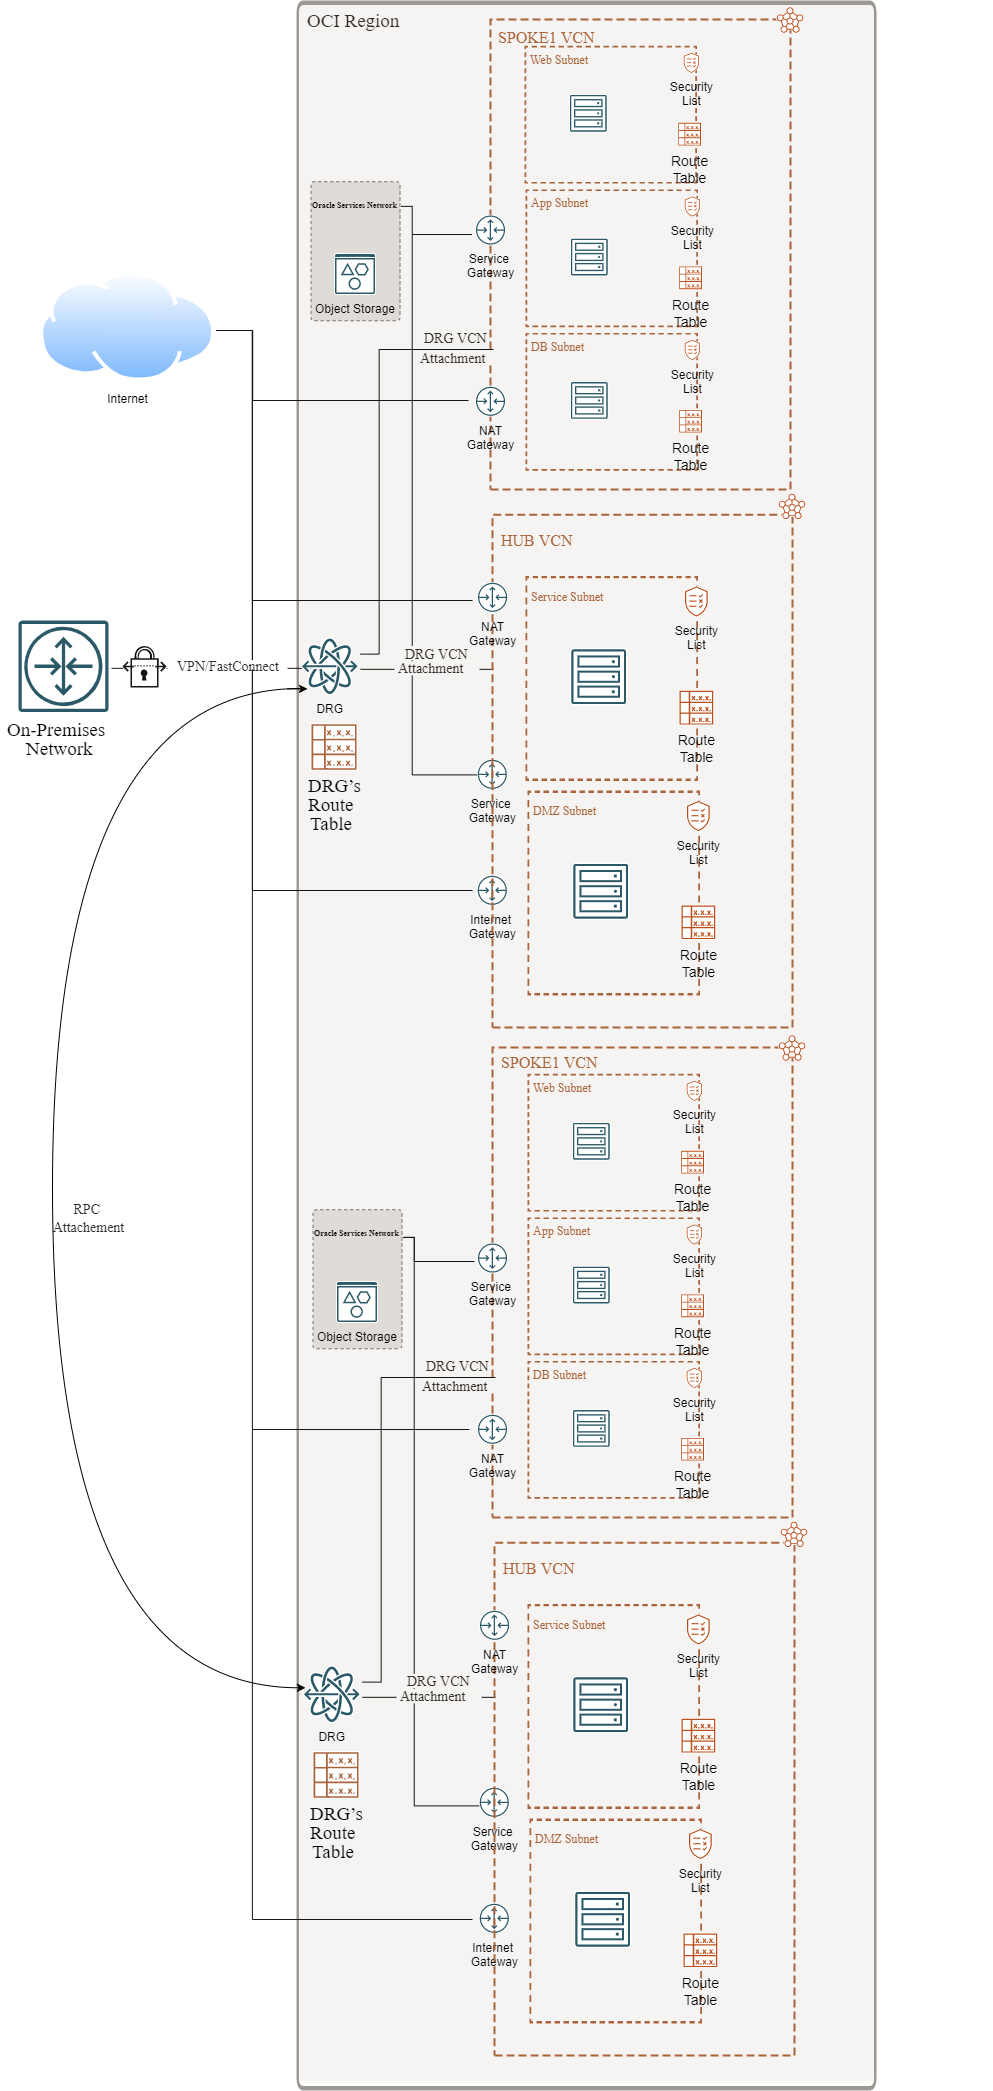 OCI Region
SPOKE1 VCN
Web Subnet
Security
List
x.x.x.
x.x.x.
x.x.x.
Route
Table
Oracle Services Network
Object Storage
Service
Gateway
App Subnet
Security
List
x.x.x.
x.x.x.
x.x.x.
Route
Table
Internet
DRG VCN
Attachment
NAT
Gateway
DB Subnet
Security
List
x.x.x.
x.x.x.
x.x.x.
Route
Table
HUB VCN
NAT
Gateway
Service Subnet
Security
List
x.x.x.
x.x.x.
x.x.x.
Route
Table
On-Premises
Network
VPN/FastConnect
DRG
DRG VCN
Attachment
x.x.x.
x.x.x.
x.x.x.
DRG's
Route
Table
Service
Gateway
DMZ Subnet
Security
List
x.x.x.
x.x.x.
x.x.x.
Route
Table
Internet
Gateway
SPOKE1 VCN
Web Subnet
Security
List
x.x.x.
x.x.x.
x.x.x.
Route
Table
RPC
Attachement
Oracle Services Network
Object Storage
Service
Gateway
App Subnet
Security
List
x.x.x.
x.x.x.
x.x.x.
Route
Table
DRG VCN
Attachment
NAT
Gateway
DB Subnet
Security
List
x.x.x.
x.x.x.
x.x.x.
Route
Table
HUB VCN
NAT
Gateway
Service Subnet
Security
List
x.x.x.
x.x.x.
x.x.x.
Route
Table
DRG
DRG VCN
Attachment
x.x.x.
x.x.x.
x.x.x.
DRG's
Route
Table
Service
Gateway
DMZ Subnet
Security
List
x.x.x.
x.x.x.
x.x.x.
Route
Table
Internet
Gateway